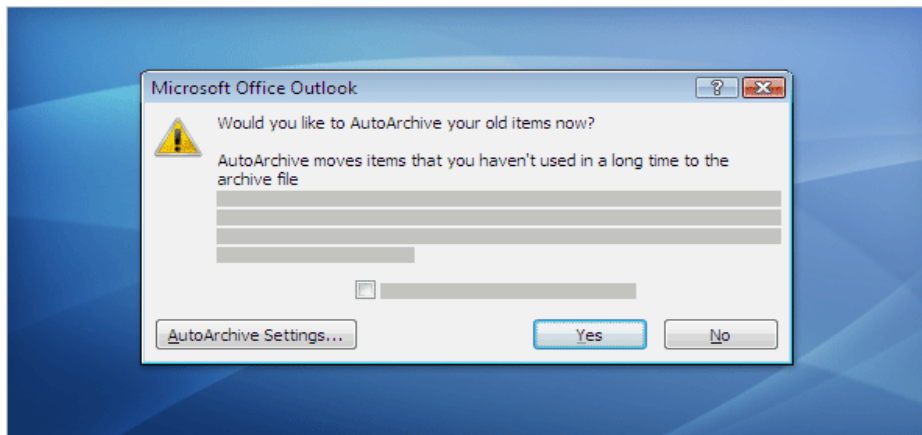 Microsoft Office Outlook
Would you like to AutoArchive your old items now?
AutoArchive moves items that you haven't used in a long time to the
archive file
AutoArchive Settings...
Yes
No